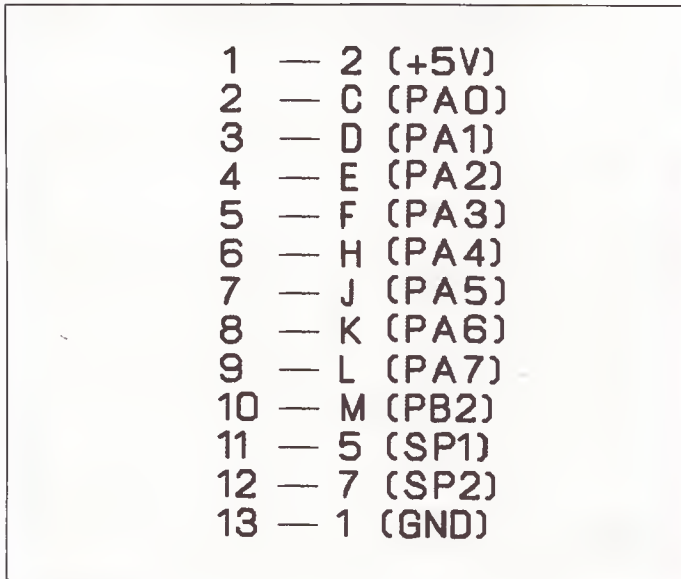 1 — 2 (+5V)
2 — C (PA0)
3 — D (PA1)
4 — E (PA2)
5 — F (PA3)
6 — H (PA4)
7 — J (PA5)
8 — K (PA6)
9 — L (PA7)
10 — M (PB2)
11 — 5 (SP1)
12 — 7 (SP2)
13 — 1 (GND)